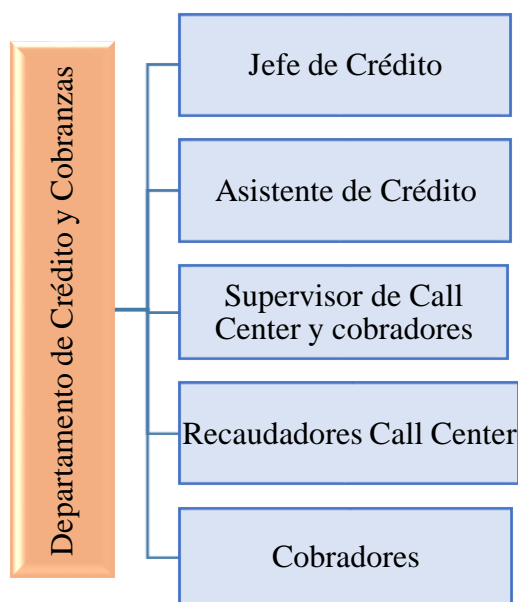 Departamento de Crédito y Cobranzas
Jefe de Crédito
Asistente de Crédito
Supervisor de Call
Center y cobradores
Recaudadores Call Center
Cobradores